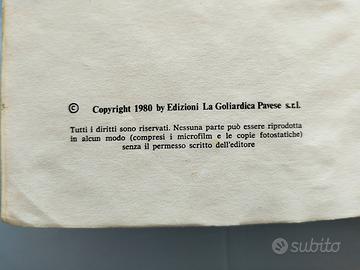 © Copyright 1980 by Edizioni La Goliardica Pavese s.r.l.
Tutti i diritti sono riservati. Nessuna parte può essere riprodotta
in alcun modo (compresi i microfilm e le copie fotostatiche)
senza il permesso scritto dell'editore
subito